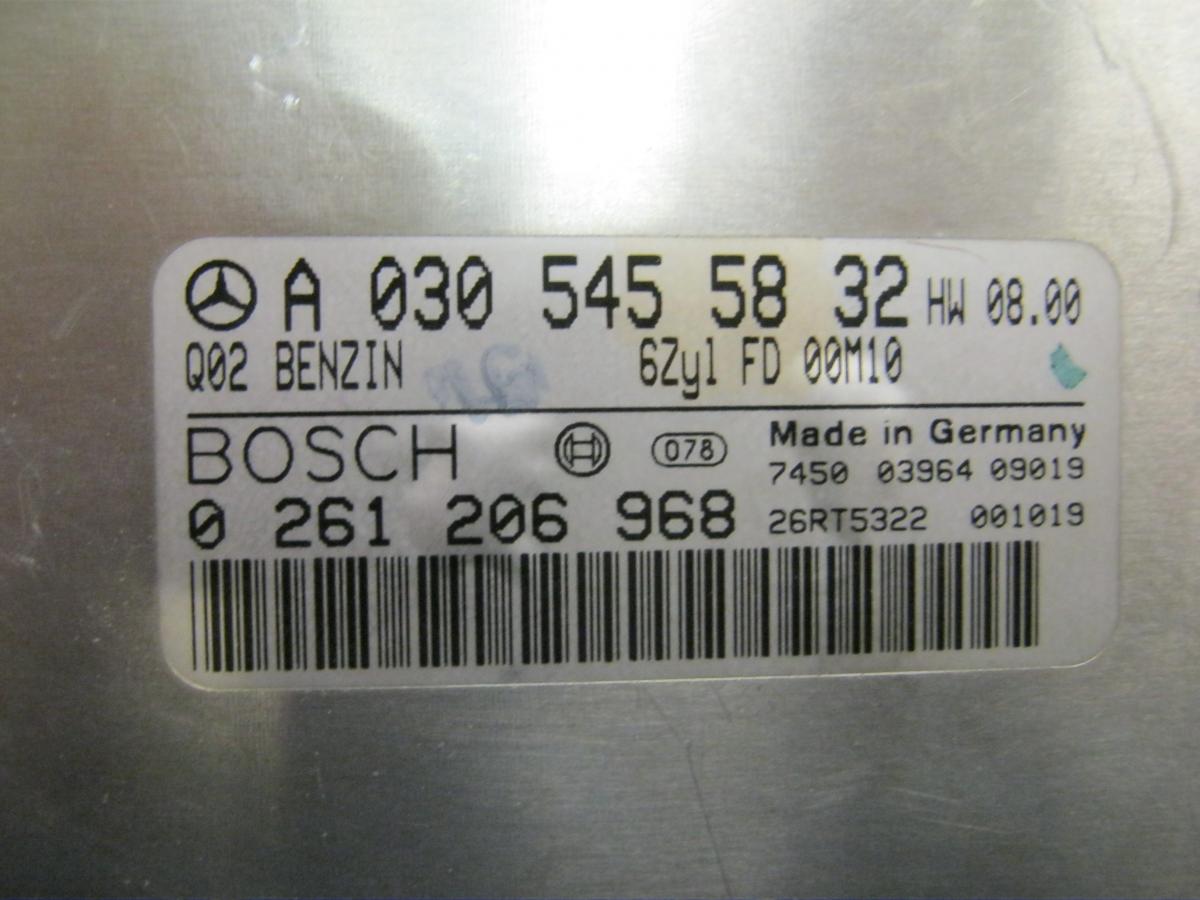 A 030 545 58 32 HW 08.00
Q02 BENZIN 6Zyl FD 00M10
BOSCH 078 Made in Germany
7450 03964 09019
0 261 206 968 26RT5322 001019